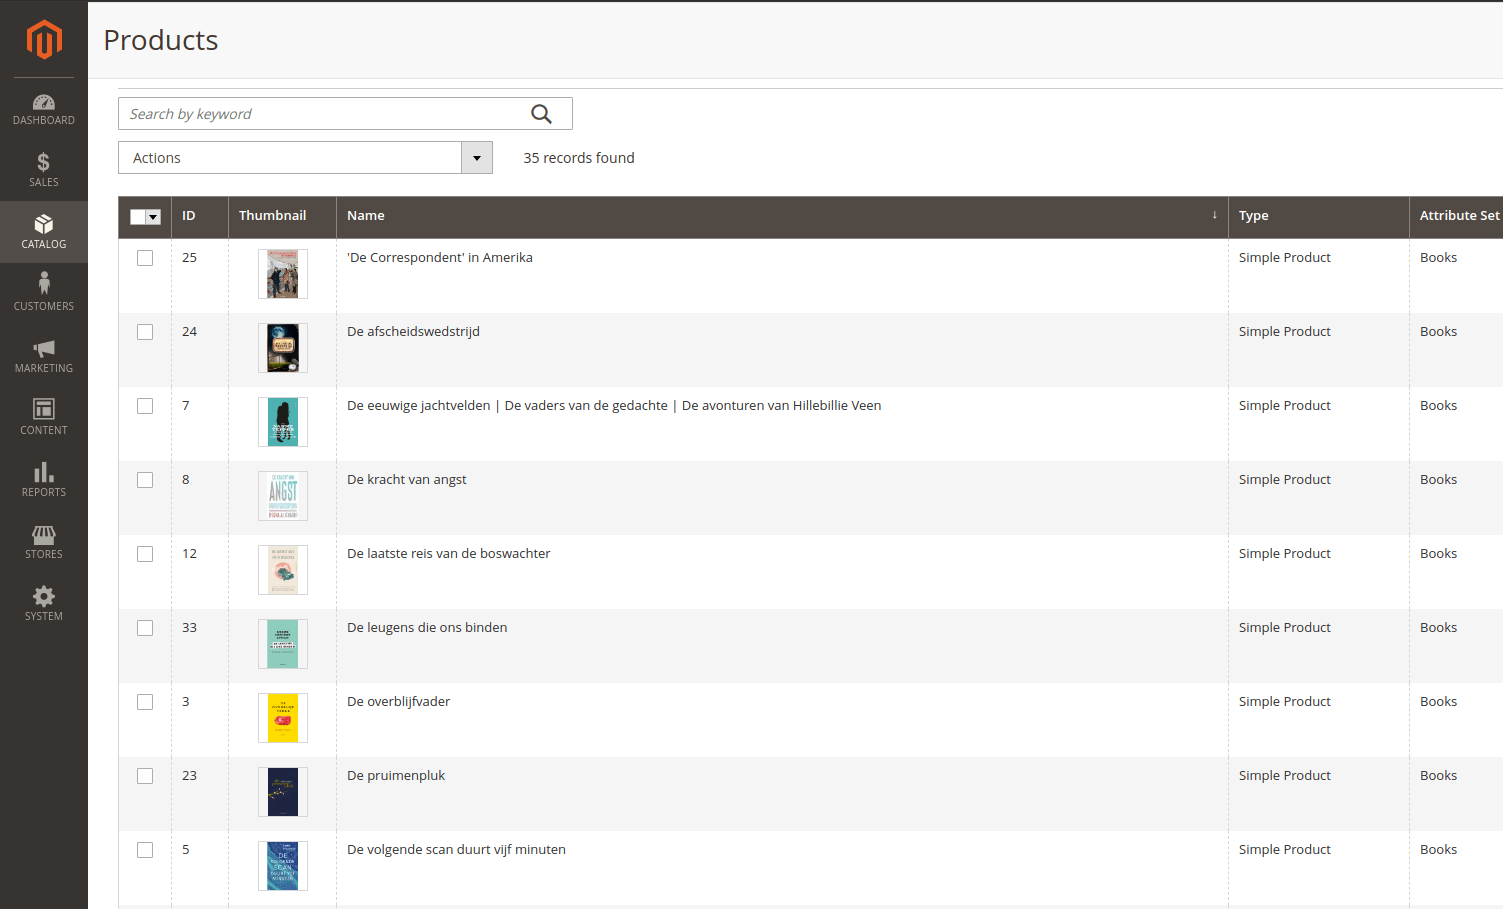 Products
DASHBOARD
SALES
CATALOG
CUSTOMERS
MARKETING
CONTENT
REPORTS
STORES
SYSTEM
Search by keyword
Actions
35 records found
ID Thumbnail Name ↓ Type Attribute Set
25 'De Correspondent' in Amerika Simple Product Books
24 De afscheidswedstrijd Simple Product Books
7 De eeuwige jachtvelden | De vaders van de gedachte | De avonturen van Hillebillie Veen Simple Product Books
8 ANGST De kracht van angst Simple Product Books
12 De laatste reis van de boswachter Simple Product Books
33 De leugens die ons binden Simple Product Books
3 De overblijfvader Simple Product Books
23 De pruimenpluk Simple Product Books
5 De volgende scan duurt vijf minuten Simple Product Books